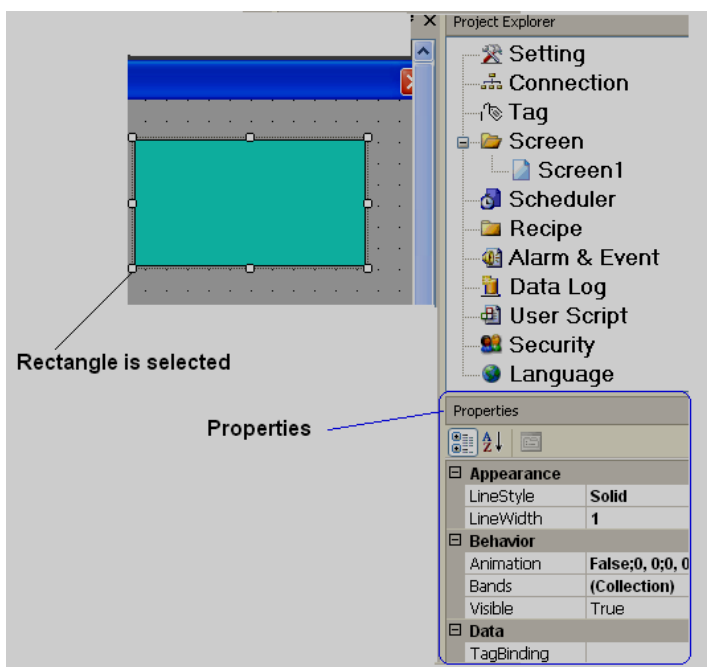 Project Explorer
Setting
Connection
Tag
Screen
Screen1
Scheduler
Recipe
Alarm & Event
Data Log
User Script
Security
Language
Rectangle is selected
Properties
Properties
Appearance
LineStyle Solid
LineWidth 1
Behavior
Animation False;0, 0;0, 0
Bands (Collection)
Visible True
Data
TagBinding